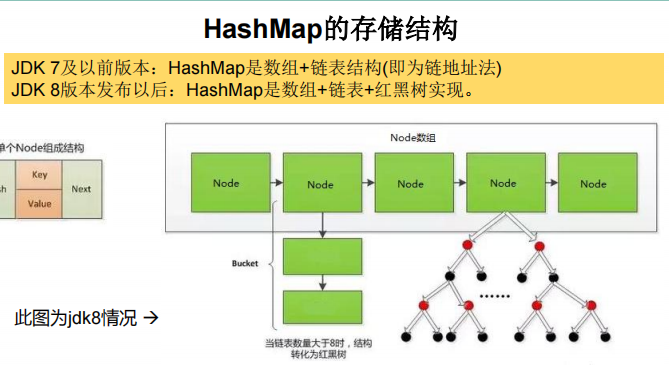 HashMap的存储结构
JDK 7及以前版本：HashMap是数组+链表结构(即为链地址法)
JDK 8版本发布以后：HashMap是数组+链表+红黑树实现。
单个Node组成结构
sh
Key
Value
Next
Node数组
Node
Node
Node
Node
Node
Bucket
......
此图为jdk8情况 →
当链表数量大于8时，结构
转化为红黑树